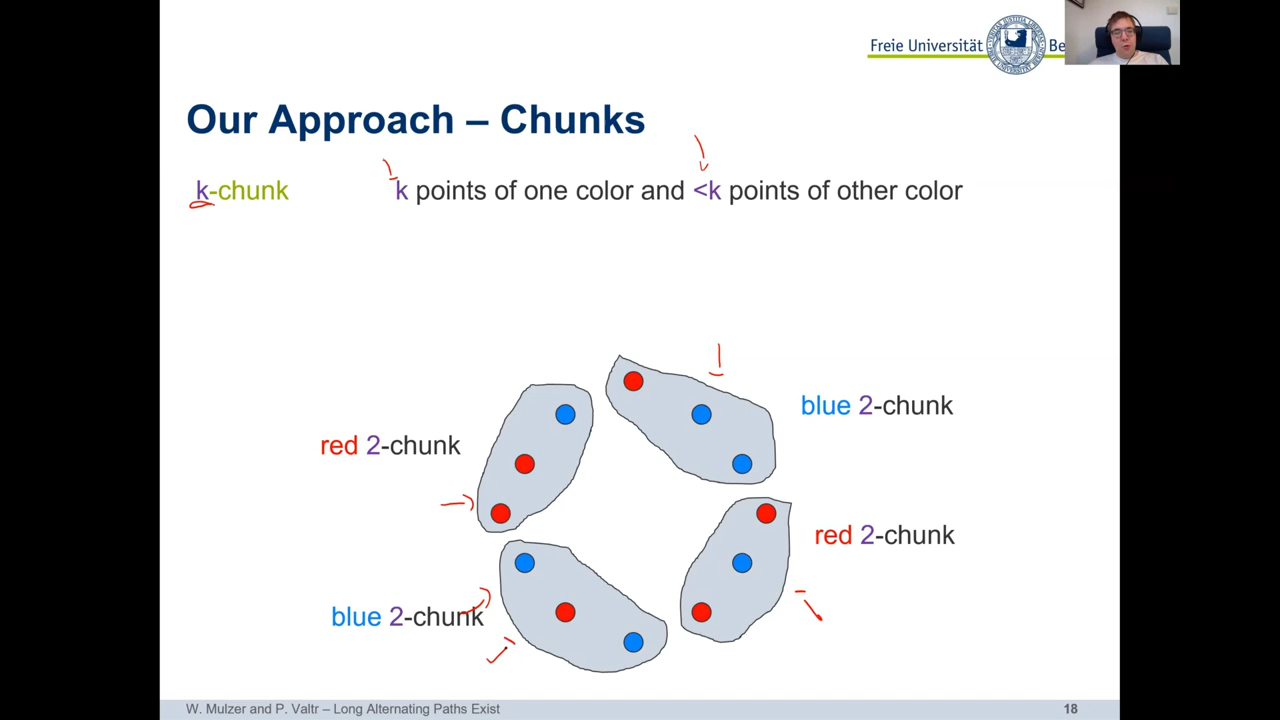 Freie Universität Be
Our Approach – Chunks
k-chunk k points of one color and <k points of other color
blue 2-chunk
red 2-chunk
red 2-chunk
blue 2-chunk
W. Mulzer and P. Valtr – Long Alternating Paths Exist 18